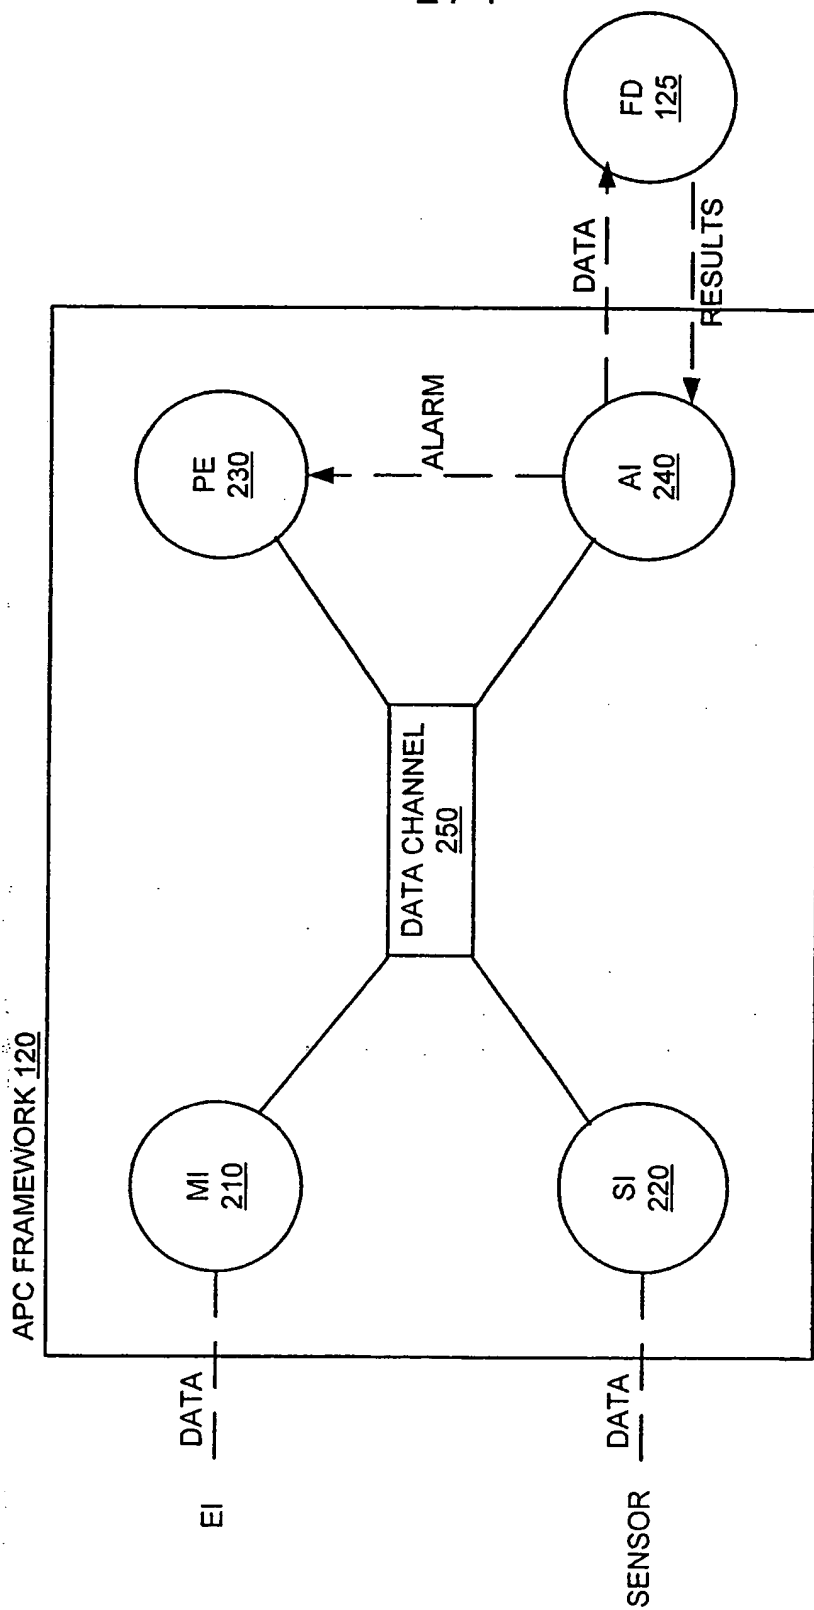 APC FRAMEWORK 120
EI
DATA
MI
210
PE
230
DATA CHANNEL
250
ALARM
SENSOR
DATA
SI
220
AI
240
DATA
RESULTS
FD
125